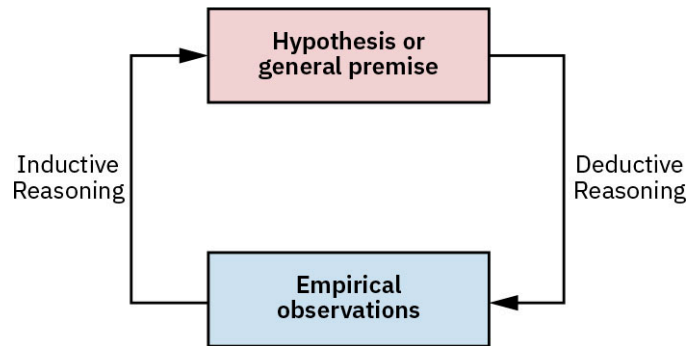 Hypothesis or
general premise
Inductive
Reasoning
Deductive
Reasoning
Empirical
observations